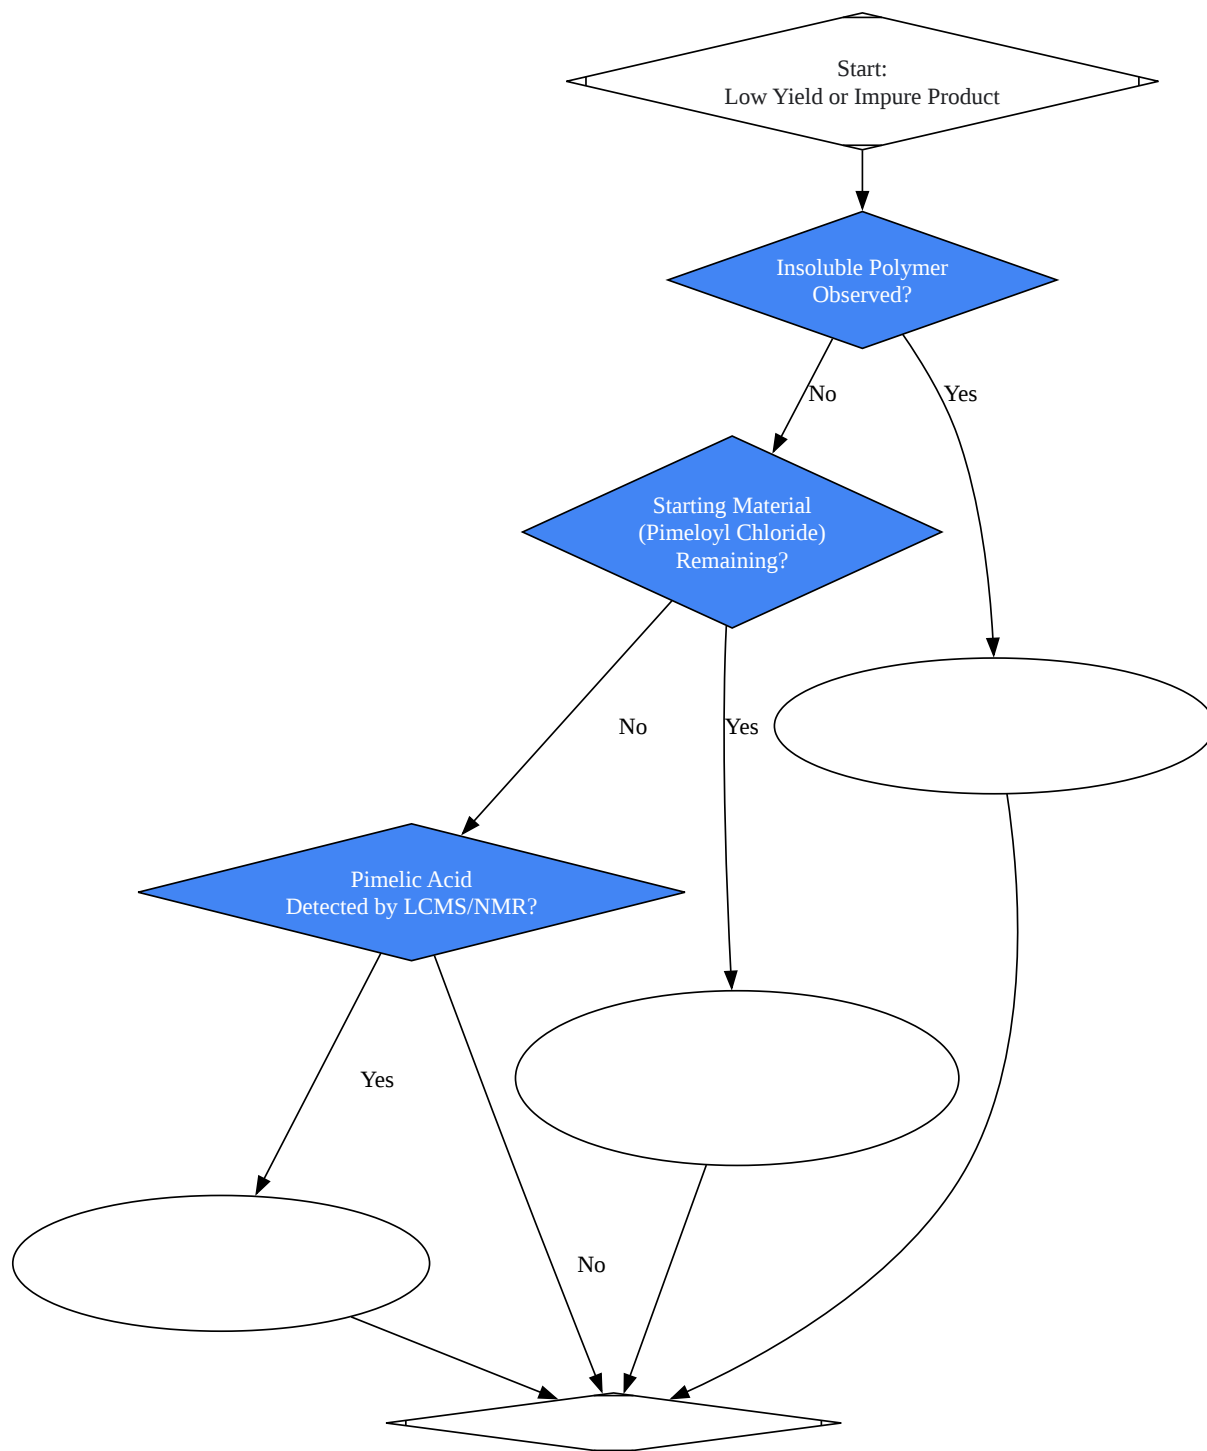 Start:
Low Yield or Impure Product
Insoluble Polymer
Observed?
No
Yes
Starting Material
(Pimeloyl Chloride)
Remaining?
No
Yes
Pimelic Acid
Detected by LCMS/NMR?
Yes
No